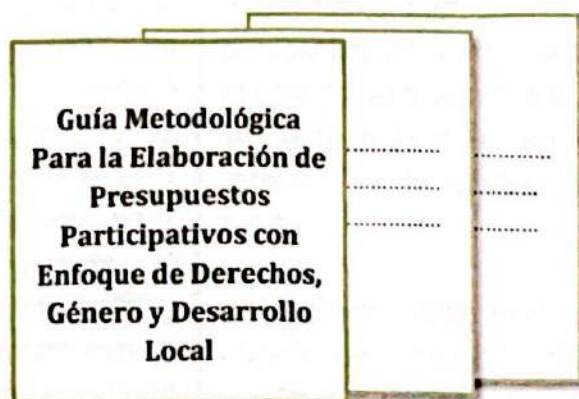 Guía Metodológica
Para la Elaboración de
Presupuestos
Participativos con
Enfoque de Derechos,
Género y Desarrollo
Local